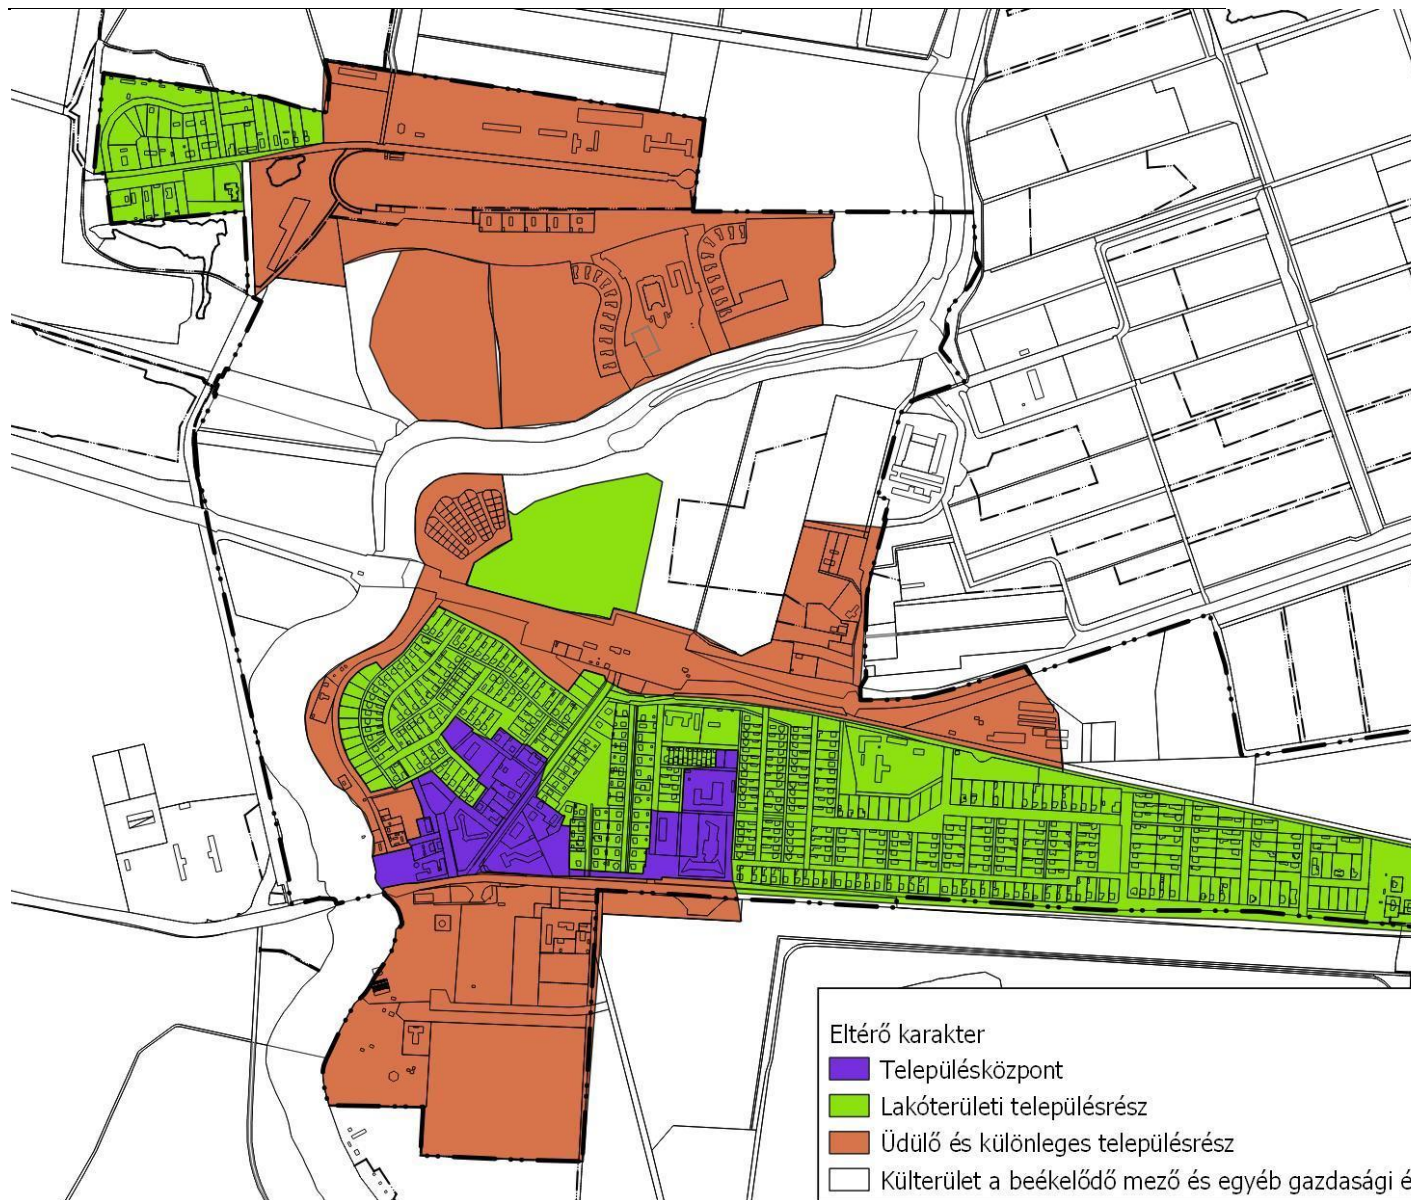 Eltérő karakter
Településközpont
Lakóterületi településrész
Üdülő és különleges településrész
Külterület a beékelődő mező és egyéb gazdasági é